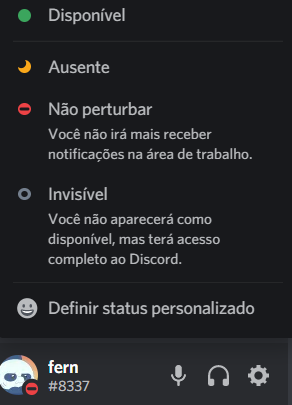 Disponível
Ausente
Não perturbar
Você não irá mais receber
notificações na área de trabalho.
Invisível
Você não aparecerá como
disponível, mas terá acesso
completo ao Discord.
Definir status personalizado
fern
#8337